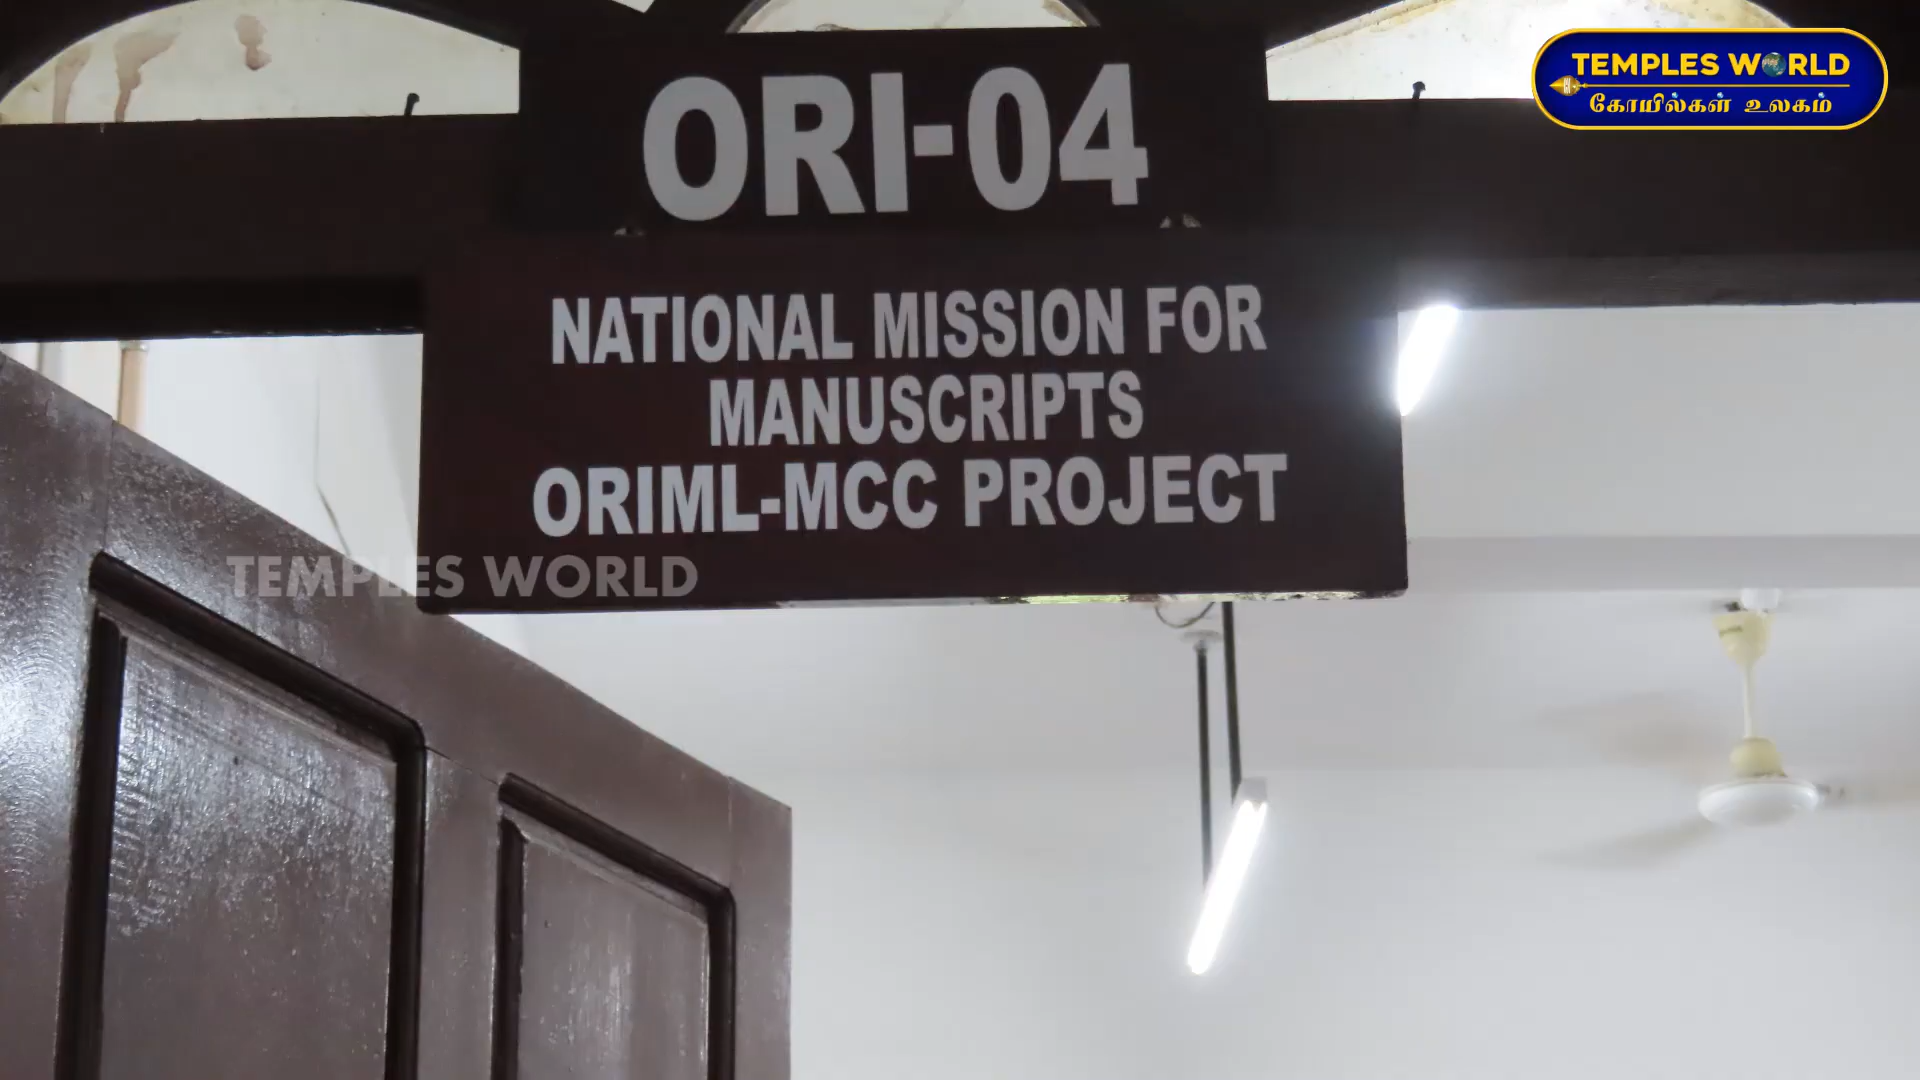 TEMPLES WORLD
கோயில்கள் உலகம்
ORI-04
NATIONAL MISSION FOR
MANUSCRIPTS
ORIML-MCC PROJECT
TEMPLES WORLD